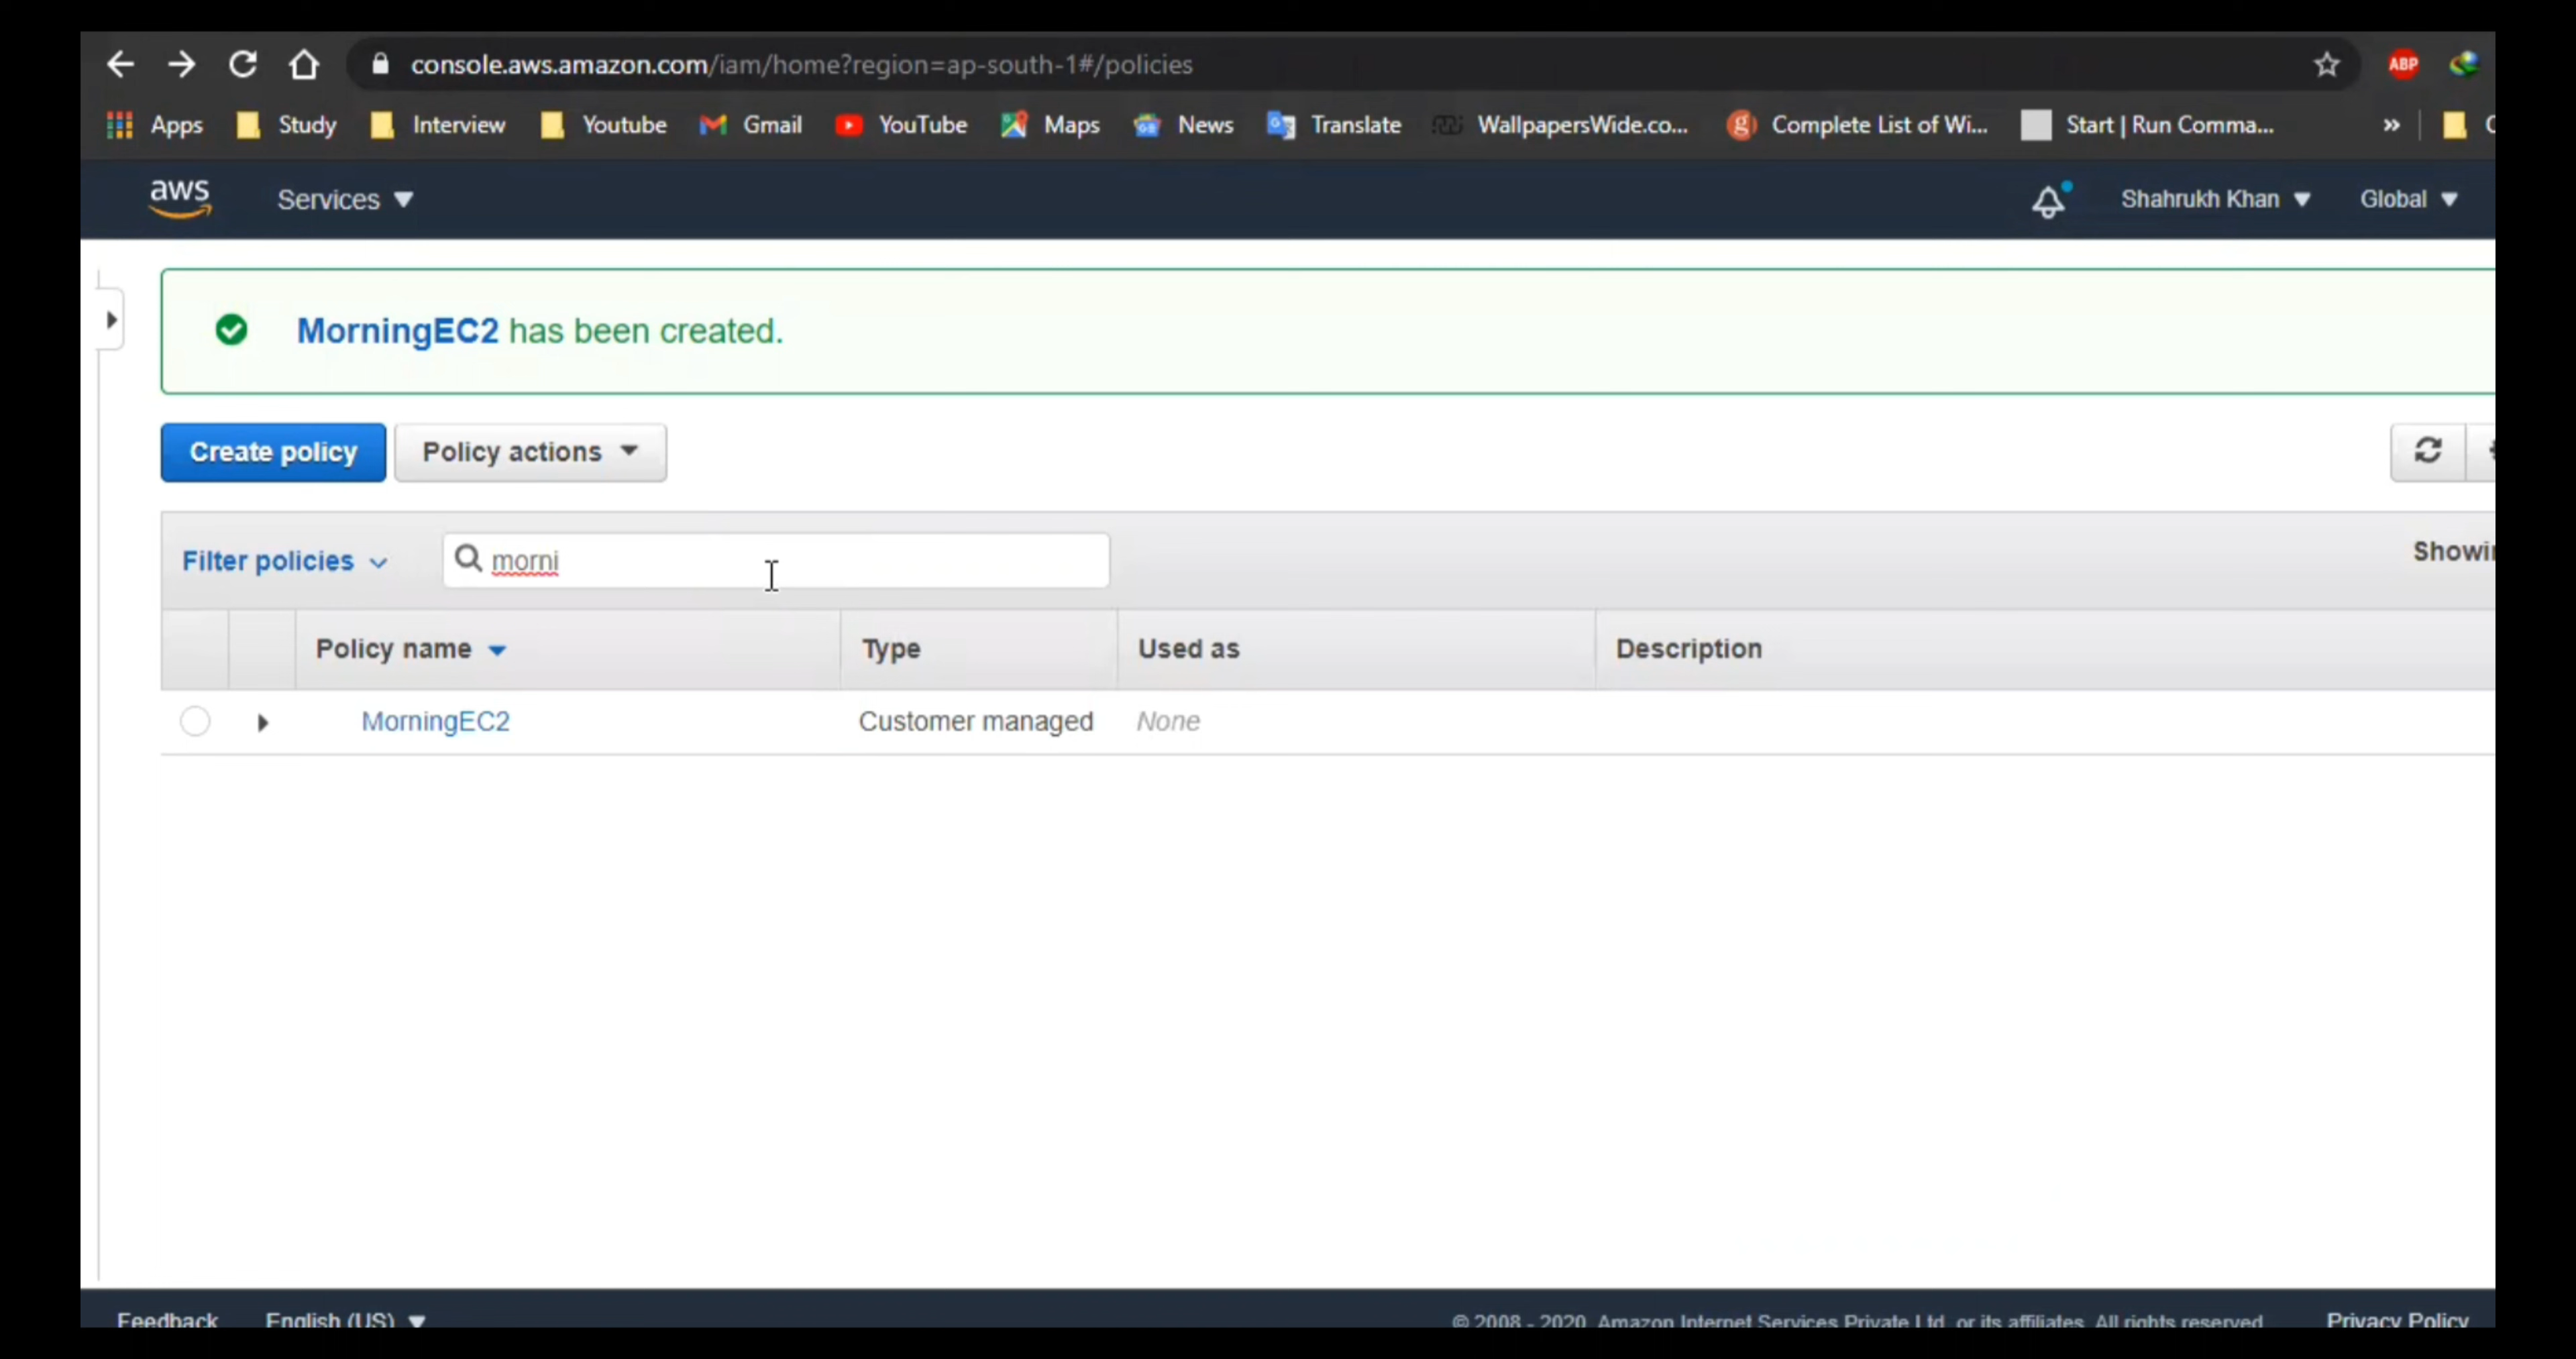 console.aws.amazon.com/iam/home?region=ap-south-1#/policies
ABP
Apps Study Interview Youtube Gmail YouTube Maps News Translate WallpapersWide.co... Complete List of Wi... Start | Run Comma... »
aws Services Shahrukh Khan Global
MorningEC2 has been created.
Create policy Policy actions
Filter policies morni Showi
Policy name Type Used as Description
MorningEC2 Customer managed None
Feedback English (US) © 2008 - 2020, Amazon Internet Services Private Ltd. or its affiliates. All rights reserved. Privacy Policy